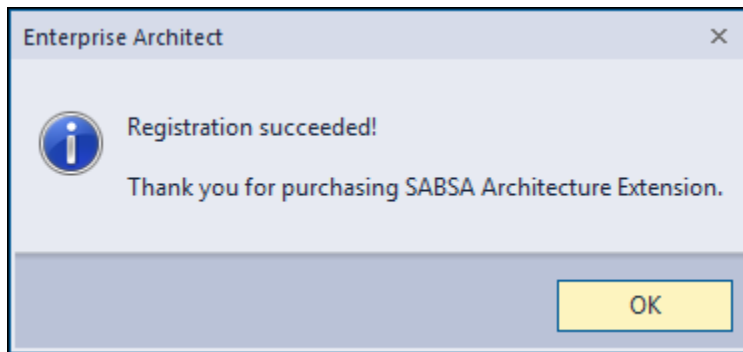 Enterprise Architect
Registration succeeded!
Thank you for purchasing SABSA Architecture Extension.
OK